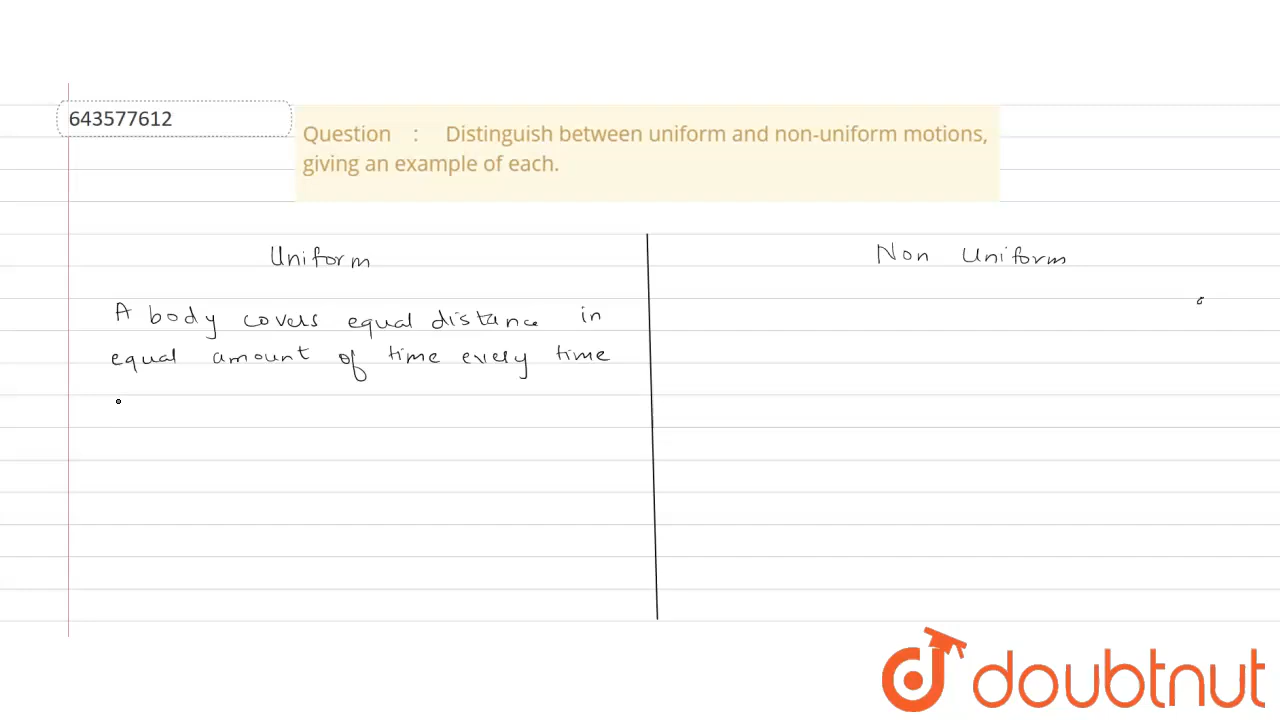 643577612
Question : Distinguish between uniform and non-uniform motions,
giving an example of each.
Uniform
Non Uniform
A body covers equal distance in
equal amount of time every time
doubtnut